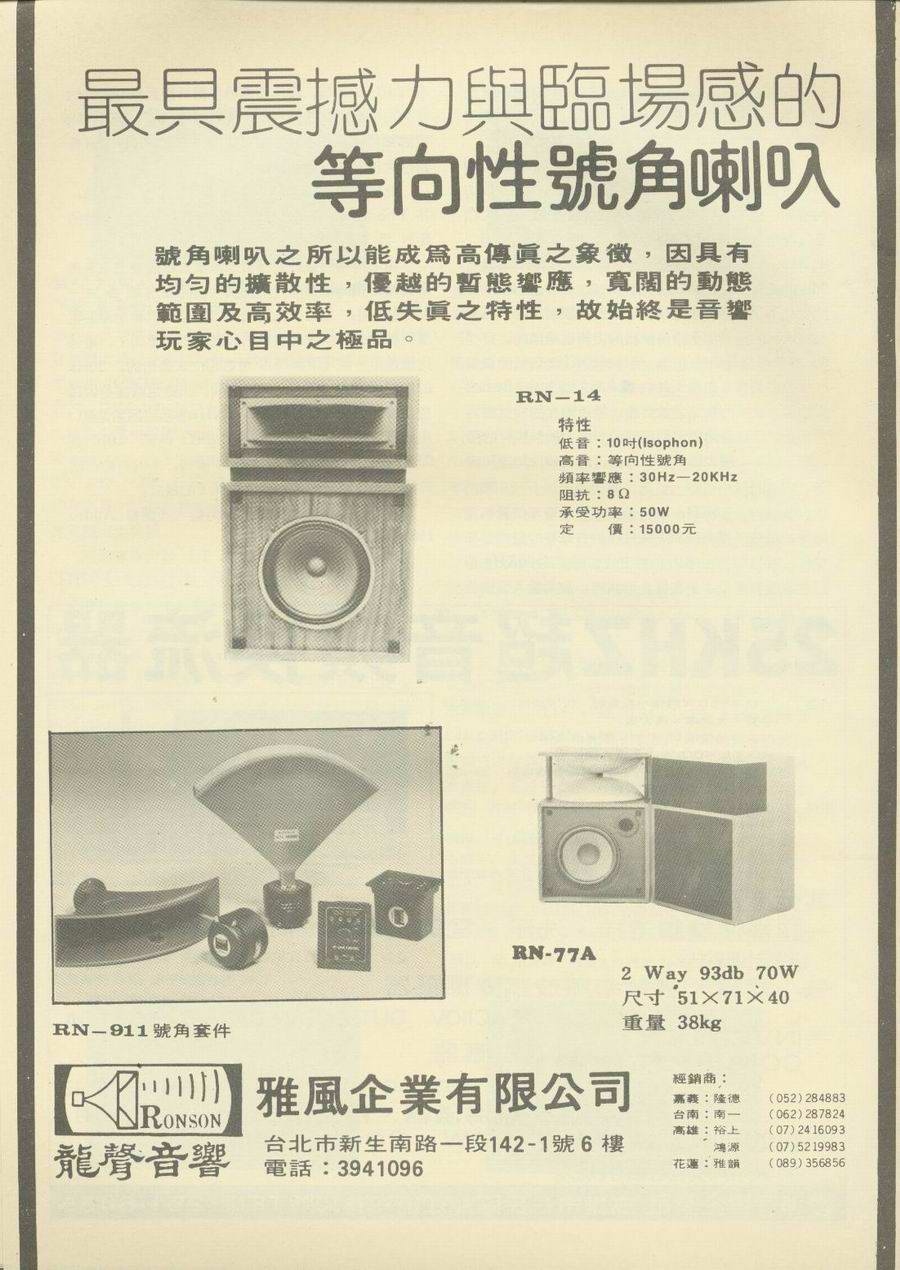 最具震撼力與臨場感的
等向性號角喇叭
號角喇叭之所以能成爲高傳眞之象徵，因具有
均勻的擴散性，優越的暫態響應，寬闊的動態
範圍及高效率，低失眞之特性，故始終是音響
玩家心目中之極品。
RN－14
特性
低音：10吋(Isophon)
高音：等向性號角
頻率響應：30Hz—20KHz
阻抗：8Ω
承受功率：50W
定　價：15000元
RN-77A
2 Way 93db 70W
尺寸 51×71×40
重量 38kg
RN－911號角套件
RONSON
龍聲音響
雅風企業有限公司
台北市新生南路一段142-1號6樓
電話：3941096
經銷商：
嘉義：隆德 (052)284883
台南：南一 (062)287824
高雄：裕上 (07)2416093
鴻源 (07)5219983
花蓮：雅韻 (089)356856